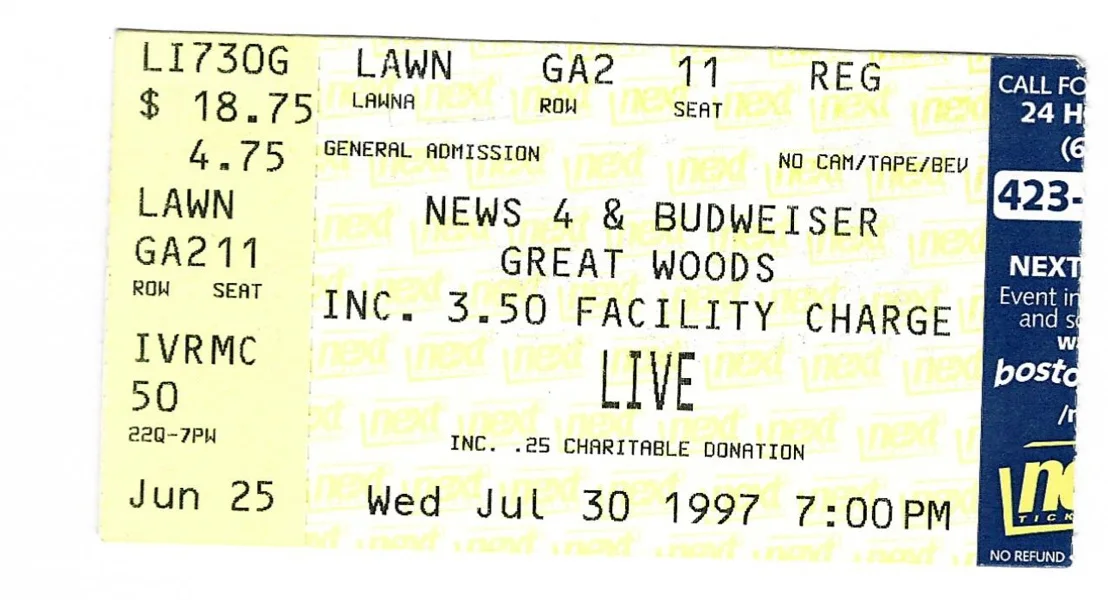 LI730G
$ 18.75
4.75
LAWN
GA211
ROW SEAT
IVRMC
50
22Q-7PW
Jun 25
LAWN GA2 11 REG
LAWNA ROW SEAT
GENERAL ADMISSION NO CAM/TAPE/BEV
NEWS 4 & BUDWEISER
GREAT WOODS
INC. 3.50 FACILITY CHARGE
LIVE
INC. .25 CHARITABLE DONATION
Wed Jul 30 1997 7:00PM
CALL FO
24 H
(6
423-
NEXT
Event in
and s
w
bosto
/n
ne
TICK
NO REFUND